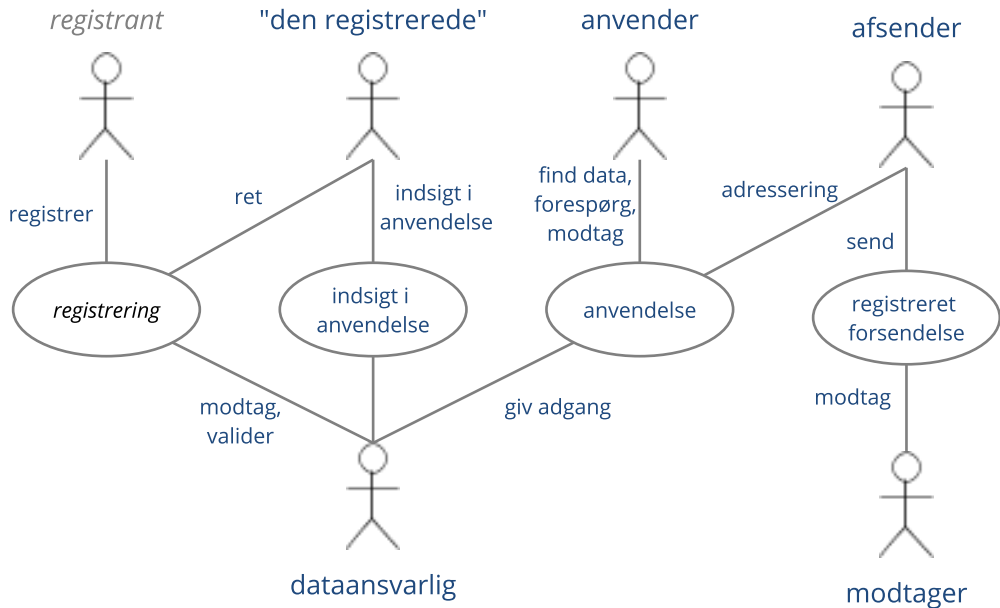 registrant
"den registrerede"
anvender
afsender
registrer
ret
indsigt i
anvendelse
find data,
forespørg,
modtag
adressering
send
registrering
indsigt i
anvendelse
anvendelse
registreret
forsendelse
modtag,
valider
giv adgang
modtag
dataansvarlig
modtager